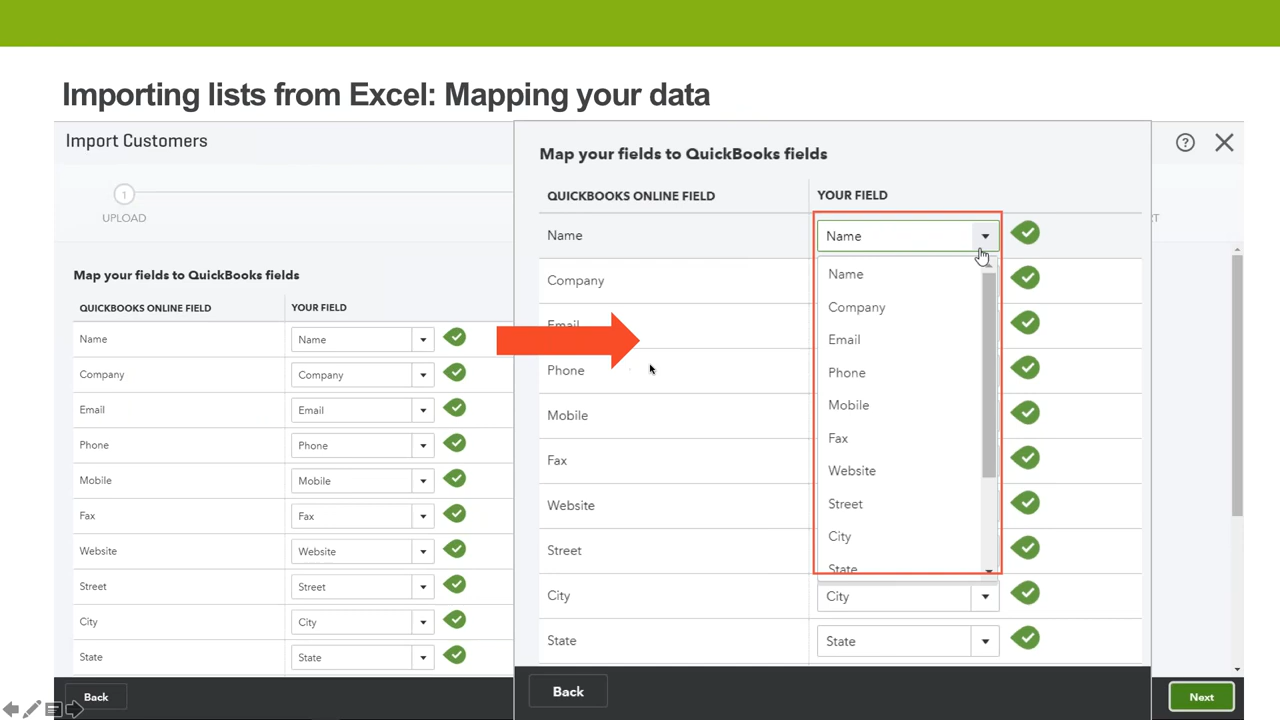 Importing lists from Excel: Mapping your data
Import Customers
1
UPLOAD
Map your fields to QuickBooks fields
QUICKBOOKS ONLINE FIELD YOUR FIELD
Name Name
Company Company
Email Email
Phone Phone
Mobile Mobile
Fax Fax
Website Website
Street Street
City City
State State
Back
Map your fields to QuickBooks fields
QUICKBOOKS ONLINE FIELD YOUR FIELD
Name Name
Company
Email
Phone
Mobile
Fax
Website
Street
City City
State State
Name
Company
Email
Phone
Mobile
Fax
Website
Street
City
State
Back
?
Next